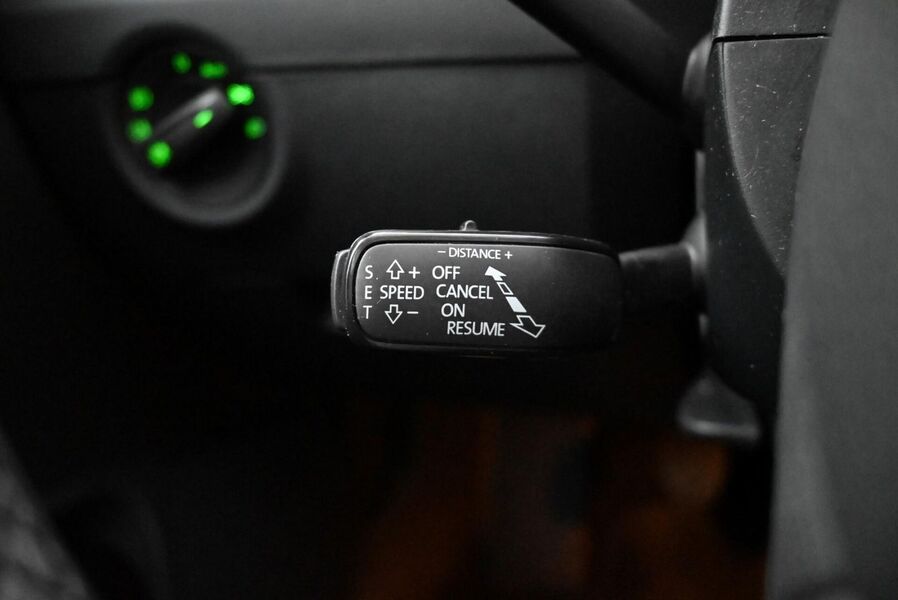 - DISTANCE +
S + OFF
E SPEED CANCEL
T - ON
RESUME